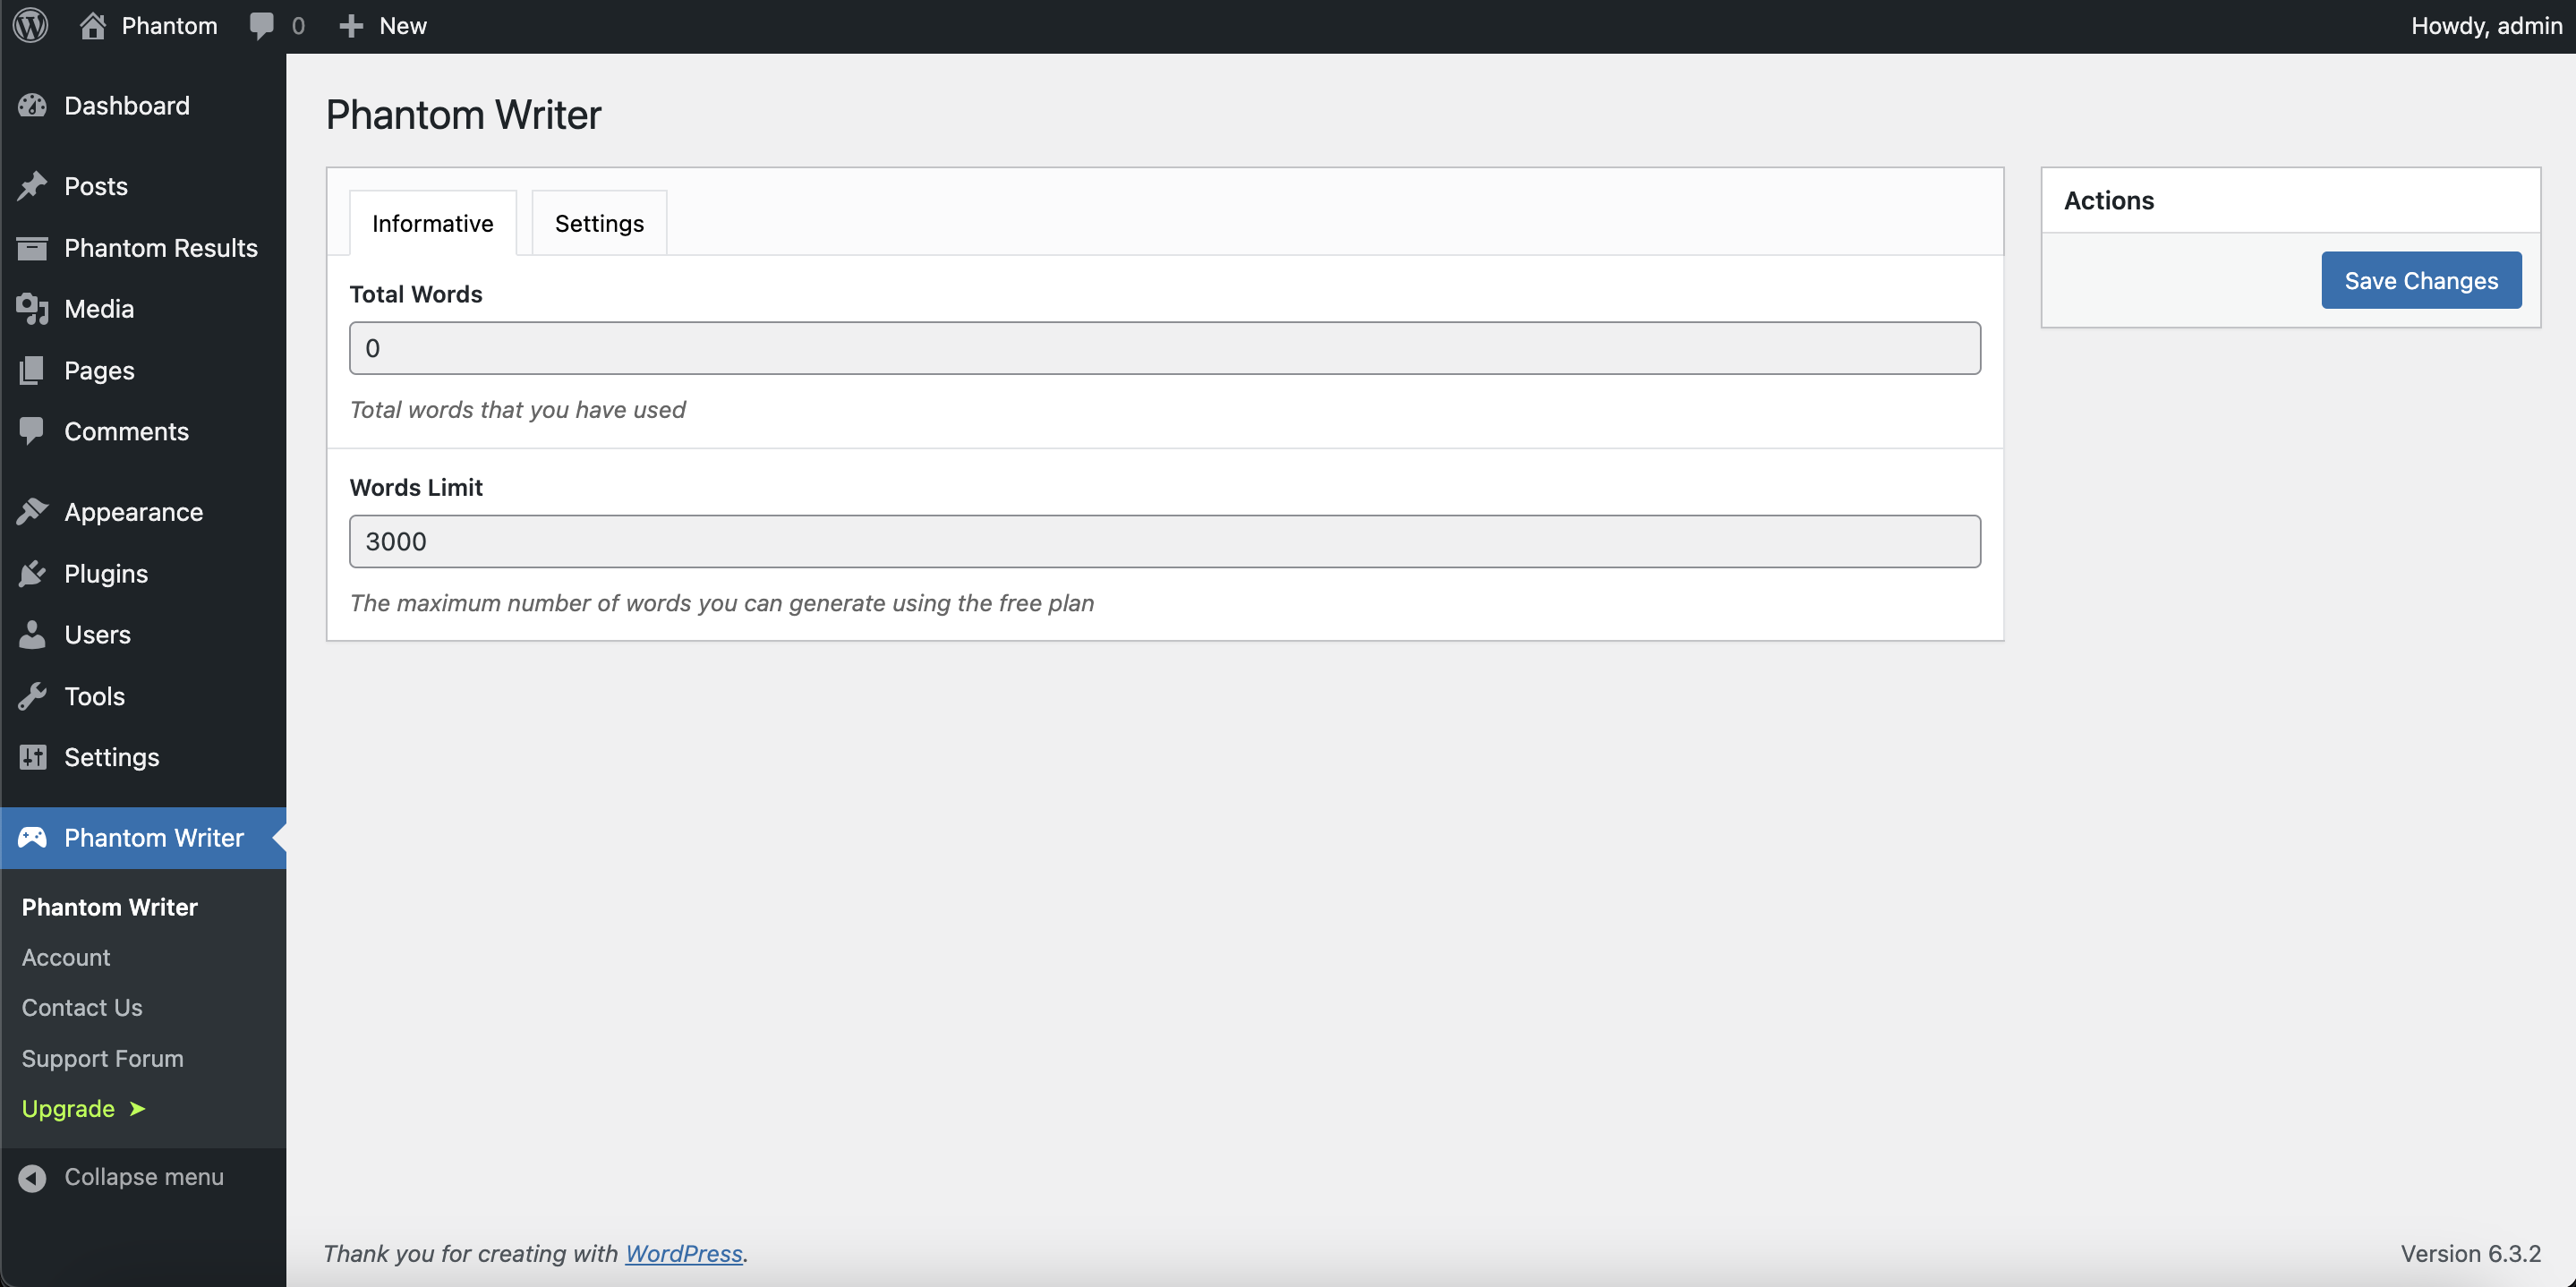 Phantom 0 New Howdy, admin
Dashboard
Posts
Phantom Results
Media
Pages
Comments
Appearance
Plugins
Users
Tools
Settings
Phantom Writer
Phantom Writer
Account
Contact Us
Support Forum
Upgrade ➤
Collapse menu
Phantom Writer
Informative Settings
Total Words
0
Total words that you have used
Words Limit
3000
The maximum number of words you can generate using the free plan
Actions
Save Changes
Thank you for creating with WordPress.
Version 6.3.2